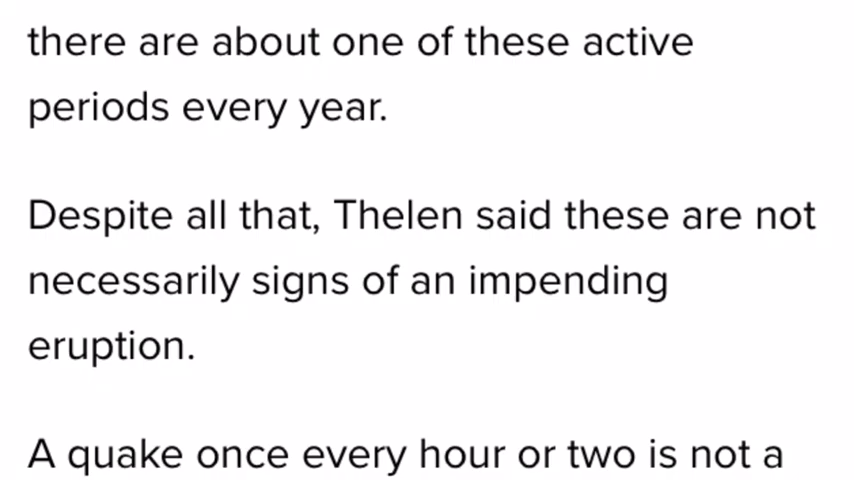 there are about one of these active
periods every year.
Despite all that, Thelen said these are not
necessarily signs of an impending
eruption.
A quake once every hour or two is not a